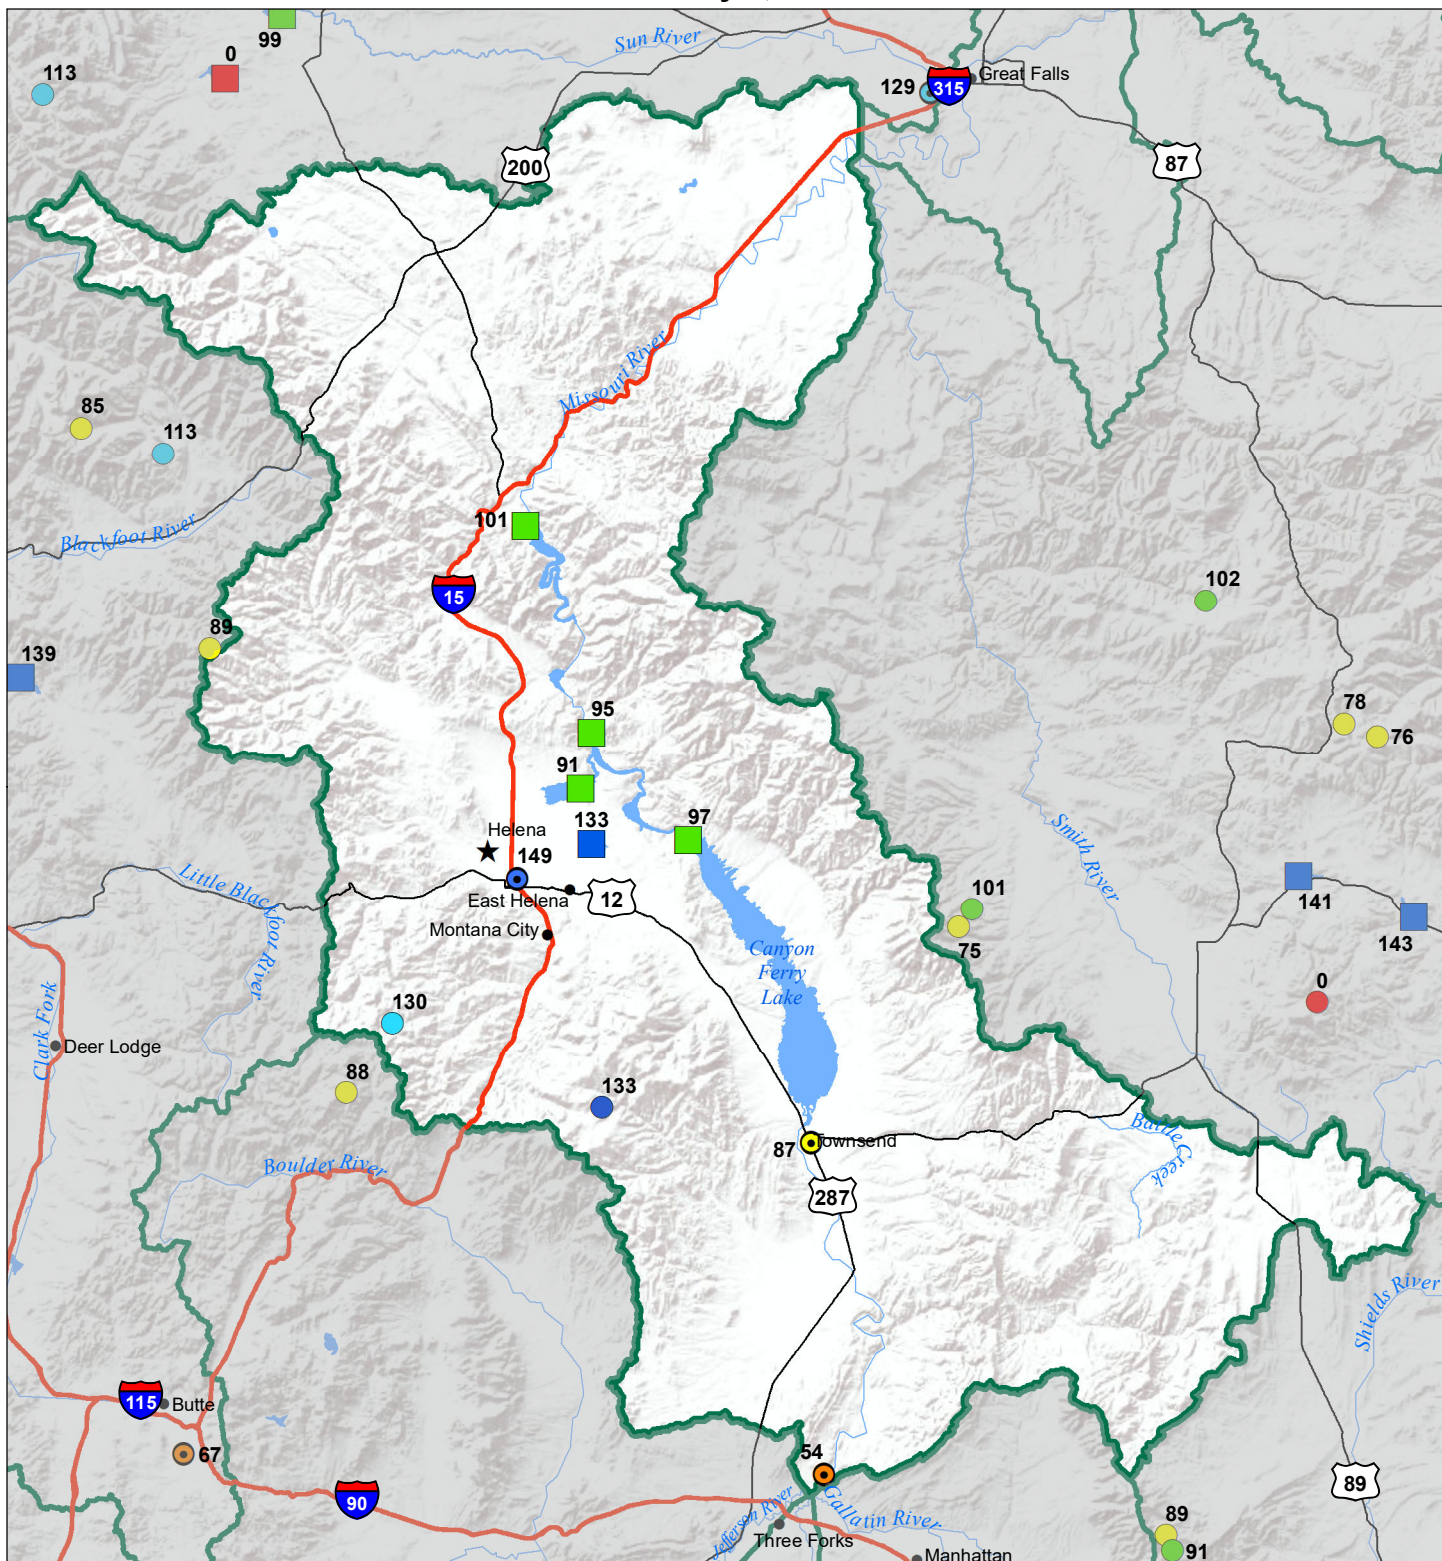 99
0
113
Sun River
129
315
Great Falls
200
87
Missouri River
85
113
Blackfoot River
101
15
102
89
139
95
78
76
91
133
97
Helena
149
Smith River
Little Blackfoot River
East Helena
12
141
143
Montana City
101
75
Canyon
Ferry
Lake
0
130
Clark Fork
Deer Lodge
88
133
Battle Creek
87
Townsend
Boulder River
287
Shields River
115
Butte
67
54
90
89
Jefferson River
Gallatin River
89
Three Forks
91
Manhattan